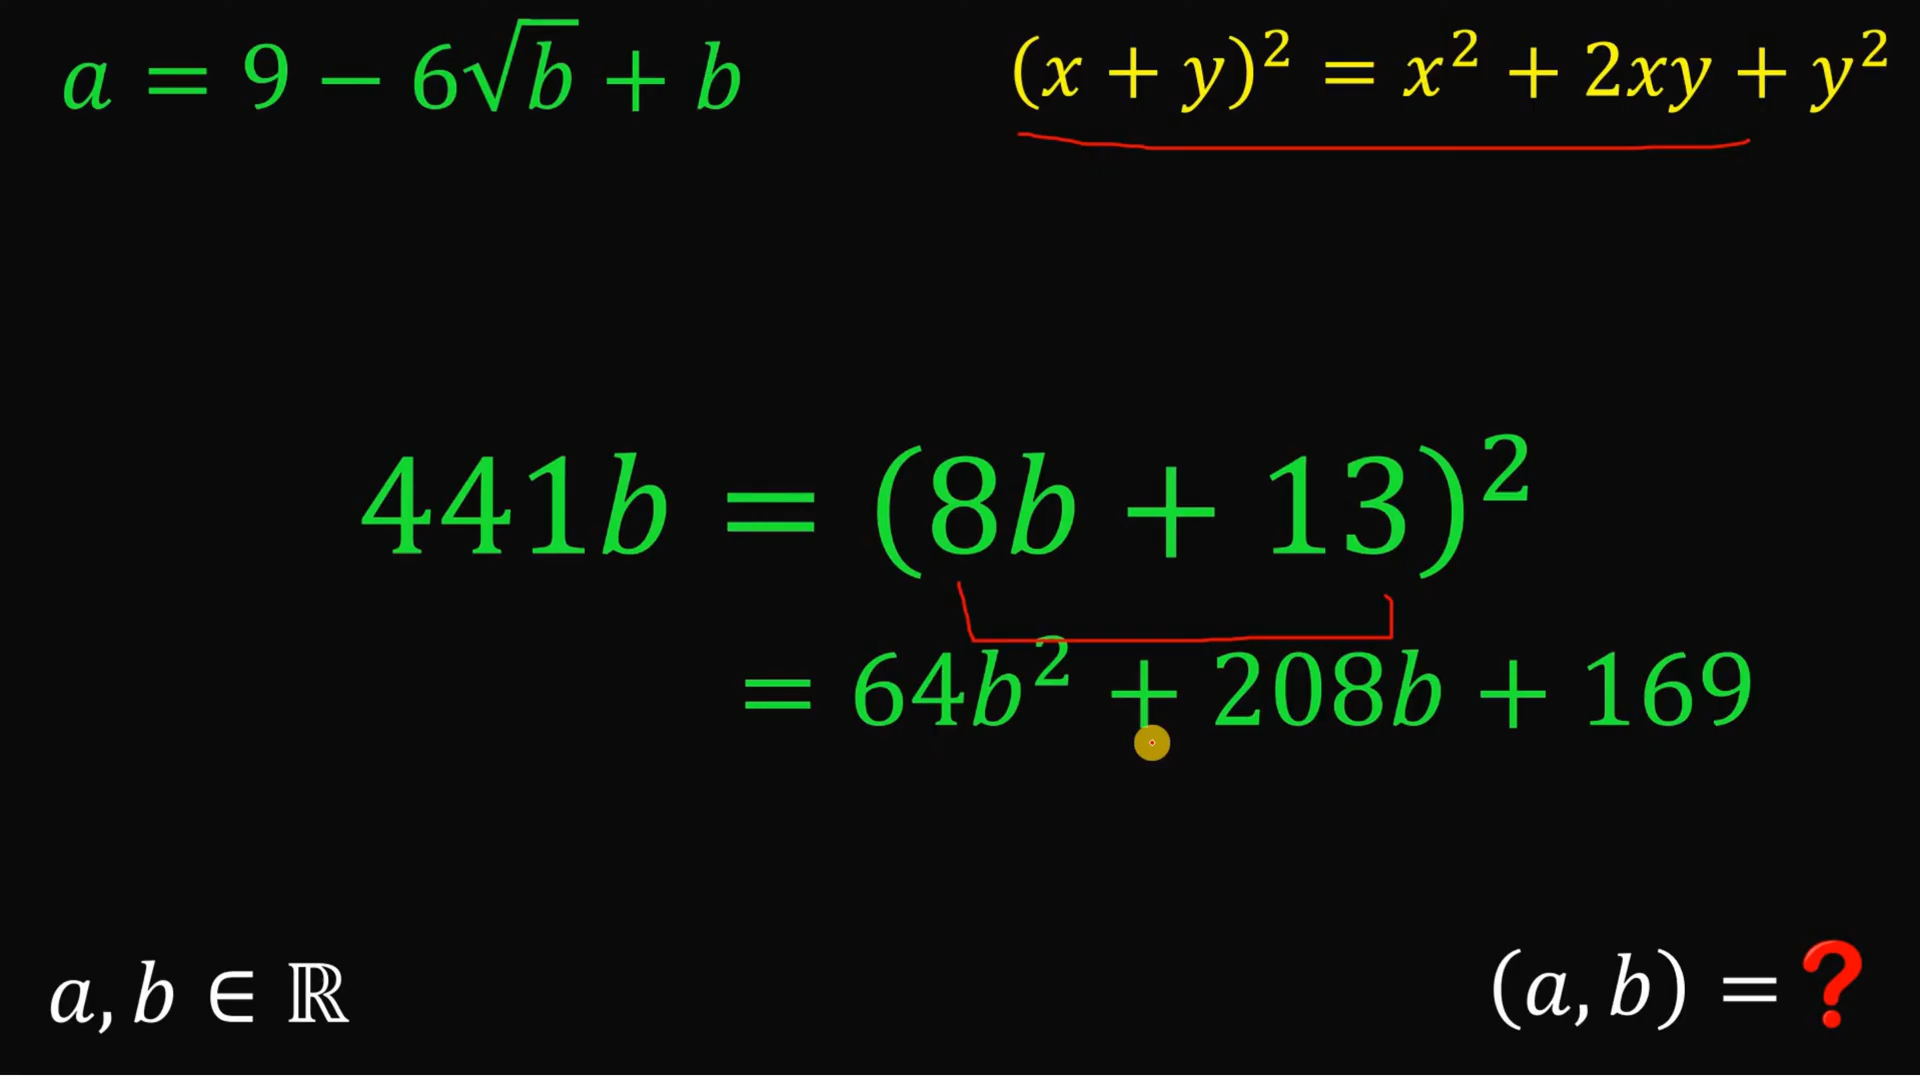 a = 9 − 6√b + b
(x + y)² = x² + 2xy + y²
441b = (8b + 13)²
= 64b² + 208b + 169
a, b ∈ ℝ
(a, b) = ❓